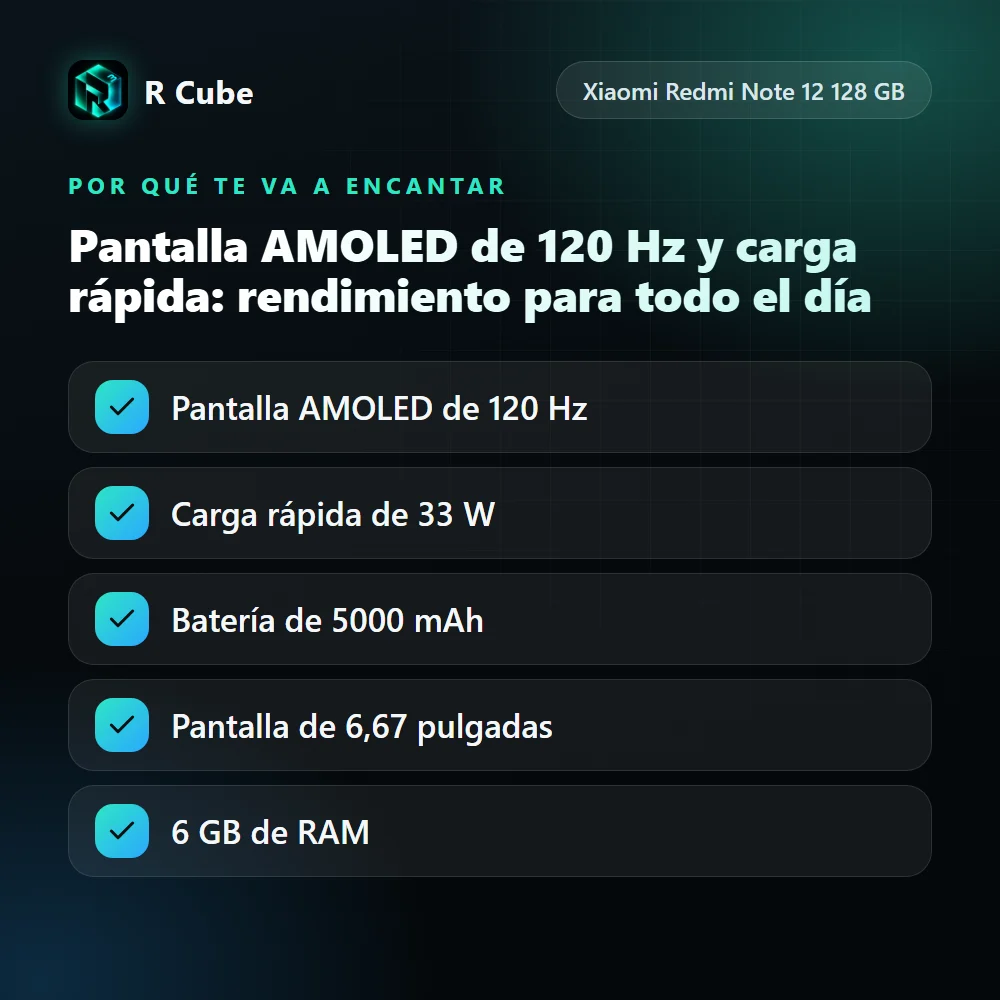 R Cube
Xiaomi Redmi Note 12 128 GB
POR QUÉ TE VA A ENCANTAR
Pantalla AMOLED de 120 Hz y carga
rápida: rendimiento para todo el día
Pantalla AMOLED de 120 Hz
Carga rápida de 33 W
Batería de 5000 mAh
Pantalla de 6,67 pulgadas
6 GB de RAM